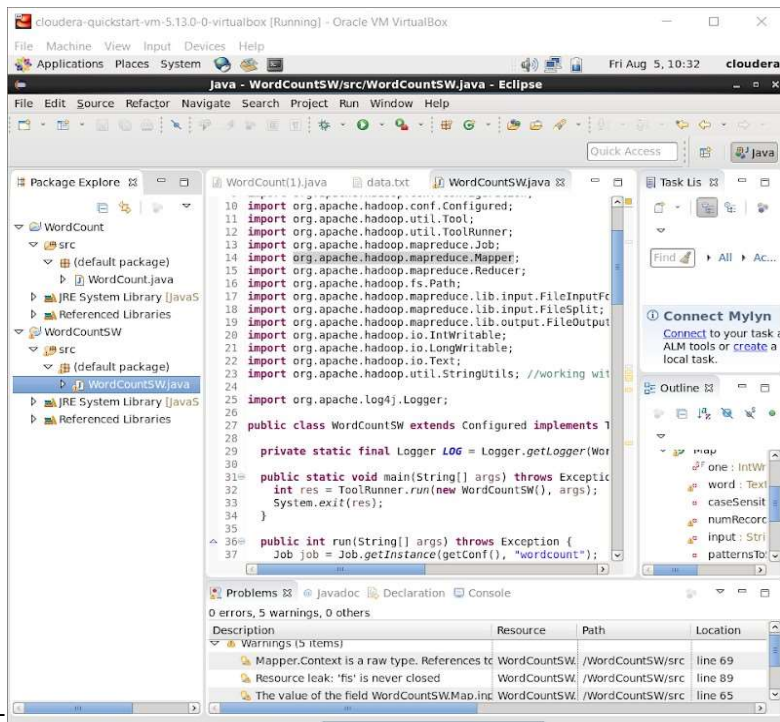 cloudera-quickstart-vm-5.13.0-0-virtualbox [Running] - Oracle VM VirtualBox
File Machine View Input Devices Help
Applications Places System Fri Aug 5, 10:32 cloudera
Java - WordCountSW/src/WordCountSW.java - Eclipse
File Edit Source Refactor Navigate Search Project Run Window Help
Quick Access Java
Package Explore
WordCount
src
(default package)
WordCount.java
JRE System Library [JavaS
Referenced Libraries
WordCountSW
src
(default package)
WordCountSW.java
JRE System Library [JavaS
Referenced Libraries
WordCount(1).java data.txt WordCountSW.java
10 import org.apache.hadoop.conf.Configured;
11 import org.apache.hadoop.util.Tool;
12 import org.apache.hadoop.util.ToolRunner;
13 import org.apache.hadoop.mapreduce.Job;
14 import org.apache.hadoop.mapreduce.Mapper;
15 import org.apache.hadoop.mapreduce.Reducer;
16 import org.apache.hadoop.fs.Path;
17 import org.apache.hadoop.mapreduce.lib.input.FileInputFo
18 import org.apache.hadoop.mapreduce.lib.input.FileSplit;
19 import org.apache.hadoop.mapreduce.lib.output.FileOutput
20 import org.apache.hadoop.io.IntWritable;
21 import org.apache.hadoop.io.LongWritable;
22 import org.apache.hadoop.io.Text;
23 import org.apache.hadoop.util.StringUtils; //working wit
24
25 import org.apache.log4j.Logger;
26
27 public class WordCountSW extends Configured implements T
28
29 private static final Logger LOG = Logger.getLogger(Wor
30
31 public static void main(String[] args) throws Exceptio
32 int res = ToolRunner.run(new WordCountSW(), args);
33 System.exit(res);
34 }
35
36 public int run(String[] args) throws Exception {
37 Job job = Job.getInstance(getConf(), "wordcount");
Task Lis
Find All Ac...
Connect Mylyn
Connect to your task a
ALM tools or create a
local task.
Outline
Map
one : IntWr
word : Text
caseSensit
numRecorc
input : Stri
patternsTo
Problems Javadoc Declaration Console
0 errors, 5 warnings, 0 others
Description Resource Path Location
Warnings (5 items)
Mapper.Context is a raw type. References to WordCountSW. /WordCountSW/src line 69
Resource leak: 'fis' is never closed WordCountSW. /WordCountSW/src line 89
The value of the field WordCountSW.Map.inp WordCountSW. /WordCountSW/src line 65